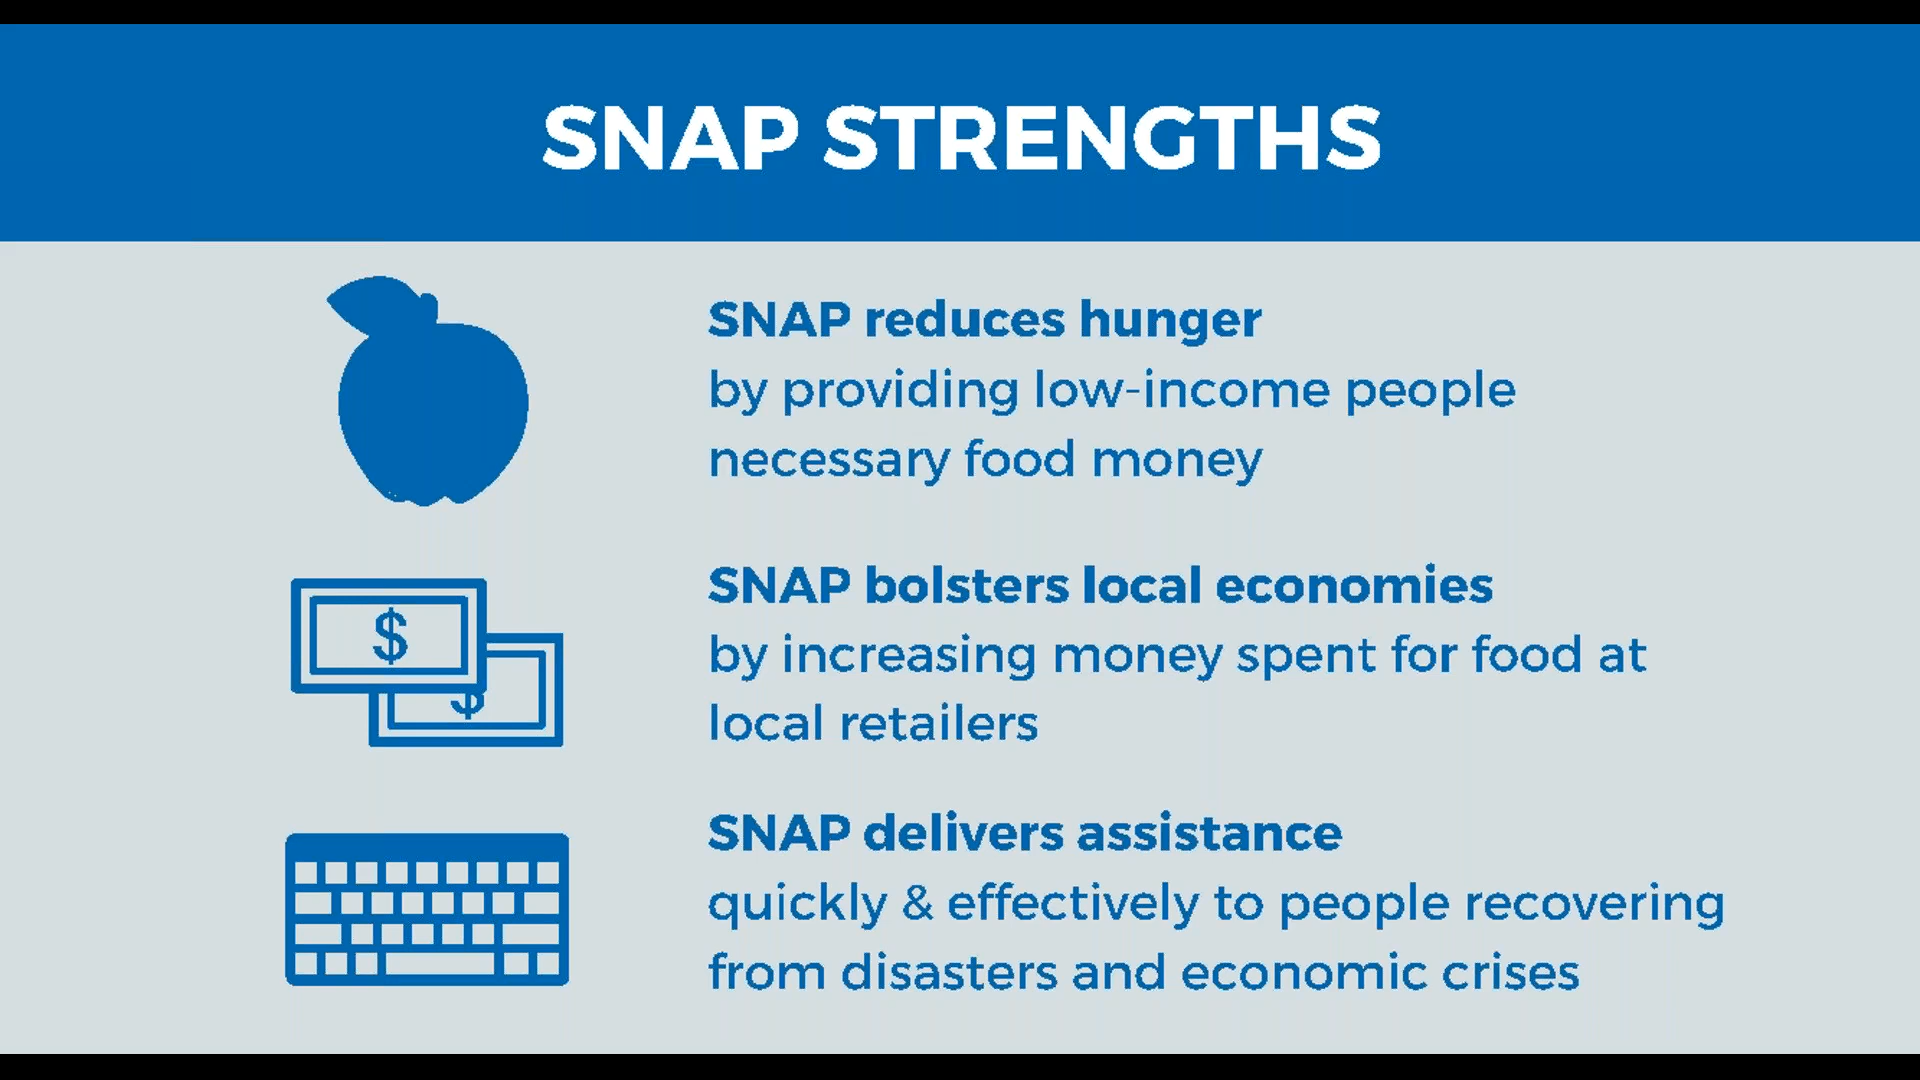 SNAP STRENGTHS
SNAP reduces hunger
by providing low-income people
necessary food money
$
$
SNAP bolsters local economies
by increasing money spent for food at
local retailers
SNAP delivers assistance
quickly & effectively to people recovering
from disasters and economic crises